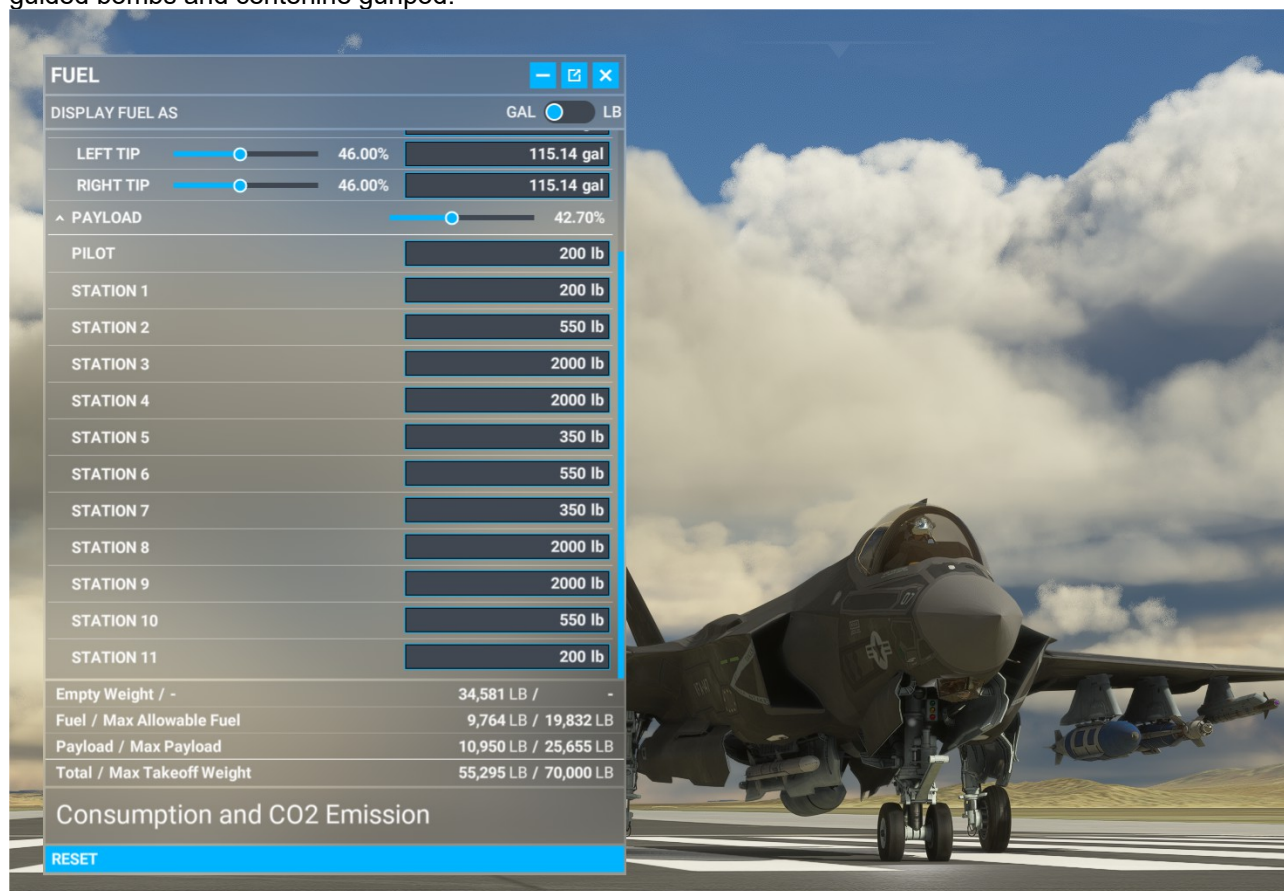 guided bombs and centerline gunpod.
FUEL
DISPLAY FUEL AS GAL LB
LEFT TIP 46.00% 115.14 gal
RIGHT TIP 46.00% 115.14 gal
PAYLOAD 42.70%
PILOT 200 lb
STATION 1 200 lb
STATION 2 550 lb
STATION 3 2000 lb
STATION 4 2000 lb
STATION 5 350 lb
STATION 6 550 lb
STATION 7 350 lb
STATION 8 2000 lb
STATION 9 2000 lb
STATION 10 550 lb
STATION 11 200 lb
Empty Weight / - 34,581 LB / -
Fuel / Max Allowable Fuel 9,764 LB / 19,832 LB
Payload / Max Payload 10,950 LB / 25,655 LB
Total / Max Takeoff Weight 55,295 LB / 70,000 LB
Consumption and CO2 Emission
RESET